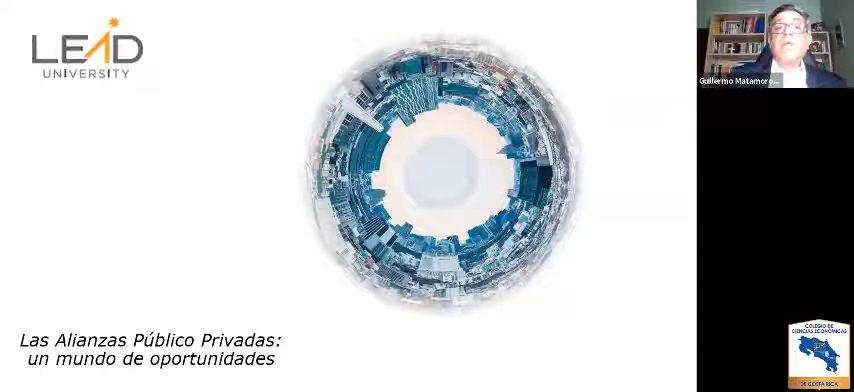 LEAD
UNIVERSITY
Guillermo Matamoro...
Las Alianzas Público Privadas:
un mundo de oportunidades
COLEGIO DE
CIENCIAS ECONÓMICAS
DE COSTA RICA